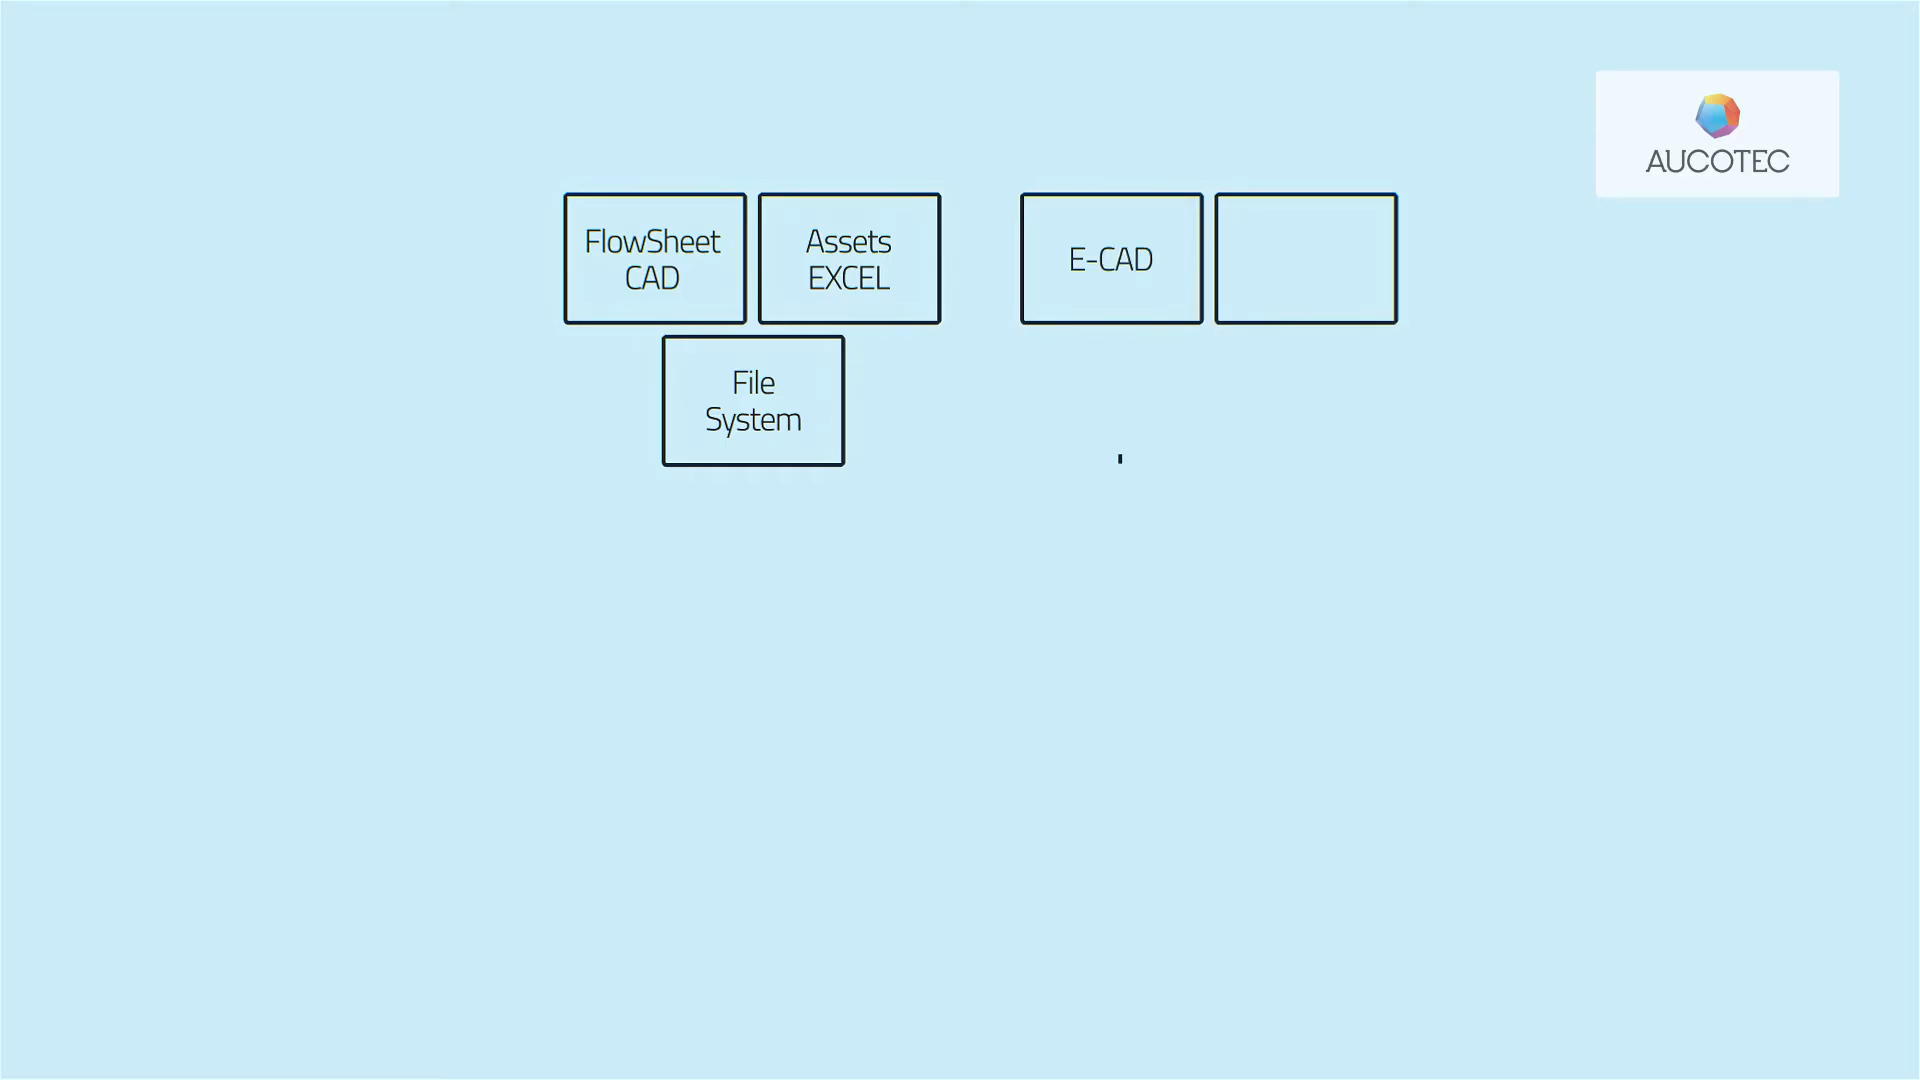 AUCOTEC
FlowSheet
CAD
Assets
EXCEL
E-CAD
File
System